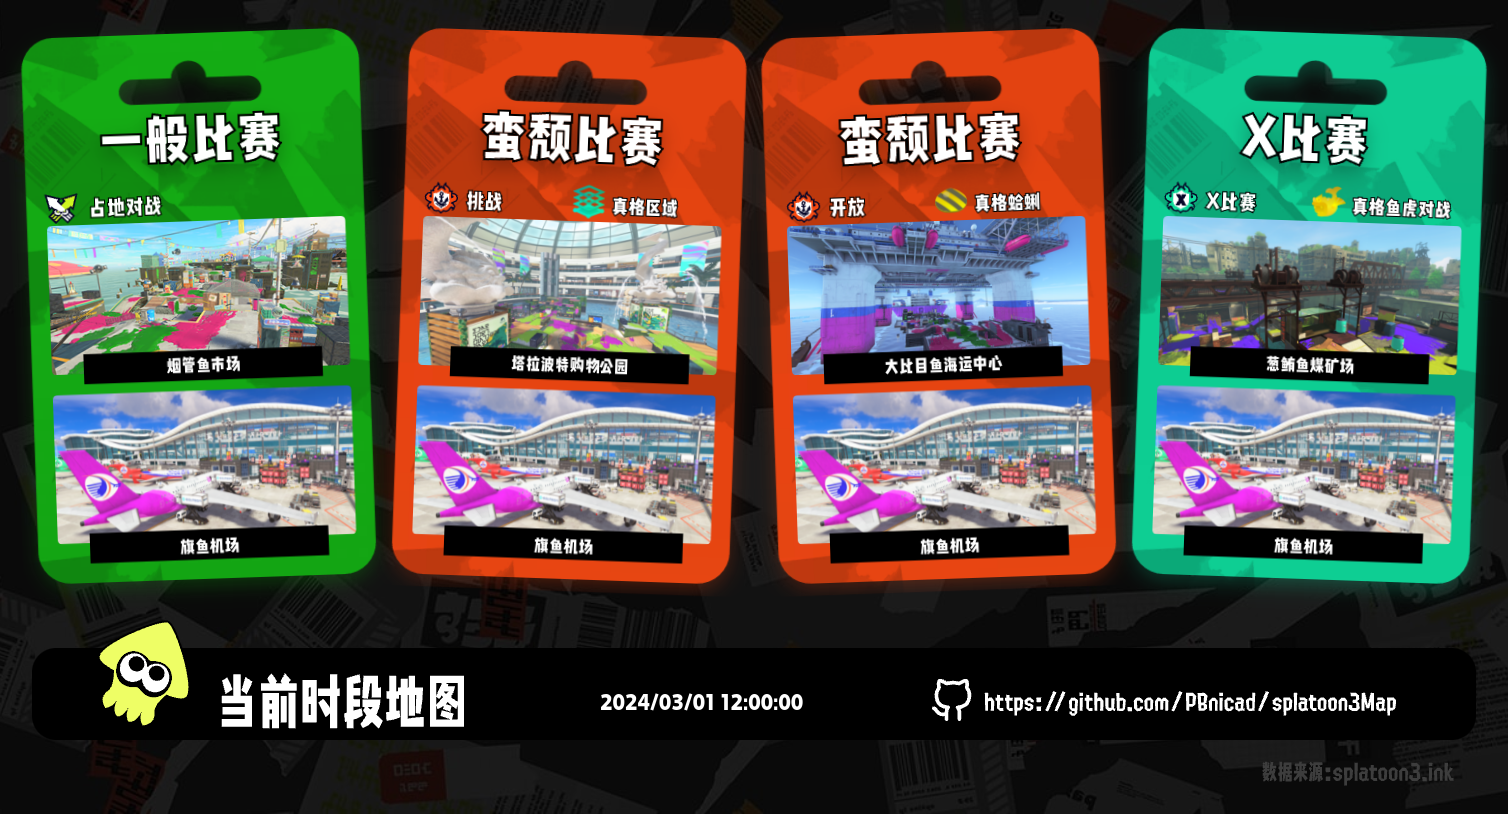 一般比赛
占地对战
烟管鱼市场
旗鱼机场
蛮颓比赛
挑战
真格区域
塔拉波特购物公园
旗鱼机场
蛮颓比赛
开放
真格蛤蜊
大比目鱼海运中心
旗鱼机场
X比赛
X比赛
真格鱼虎对战
葱鲔鱼煤矿场
旗鱼机场
当前时段地图
2024/03/01 12:00:00
https://github.com/PBnicad/splatoon3Map
数据来源:splatoon3.ink